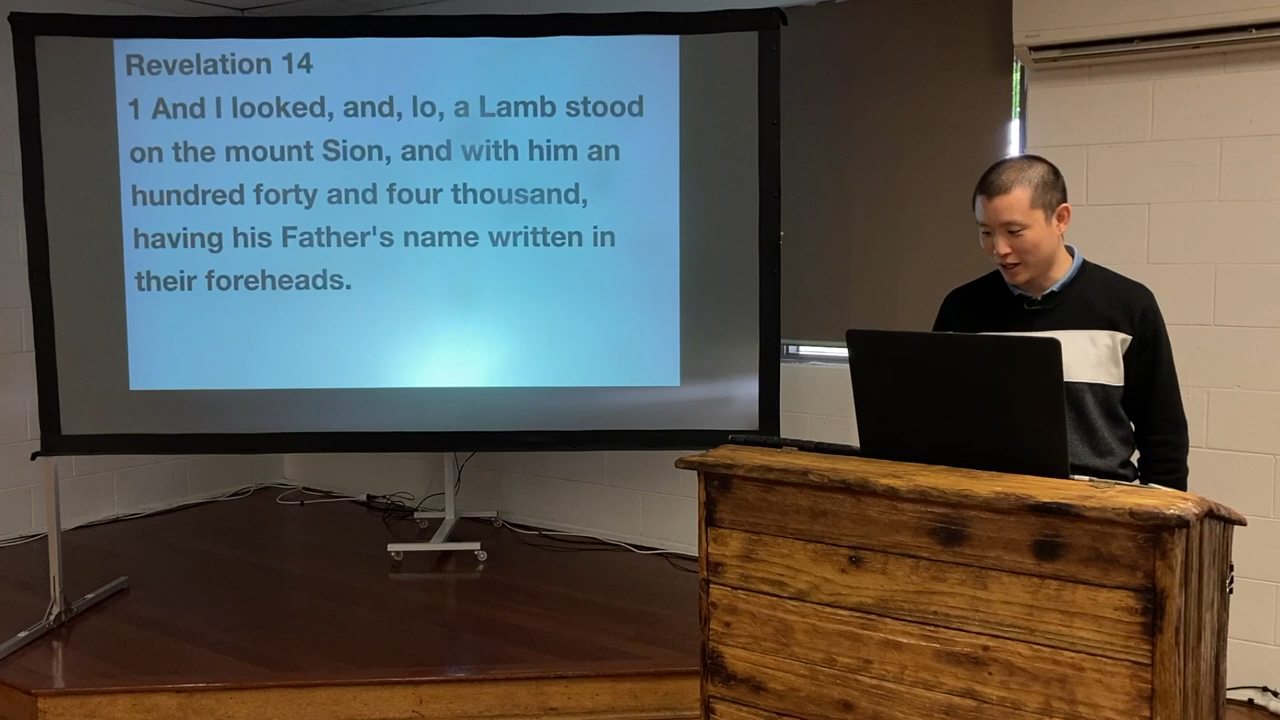 Revelation 14
1 And I looked, and, lo, a Lamb stood
on the mount Sion, and with him an
hundred forty and four thousand,
having his Father's name written in
their foreheads.